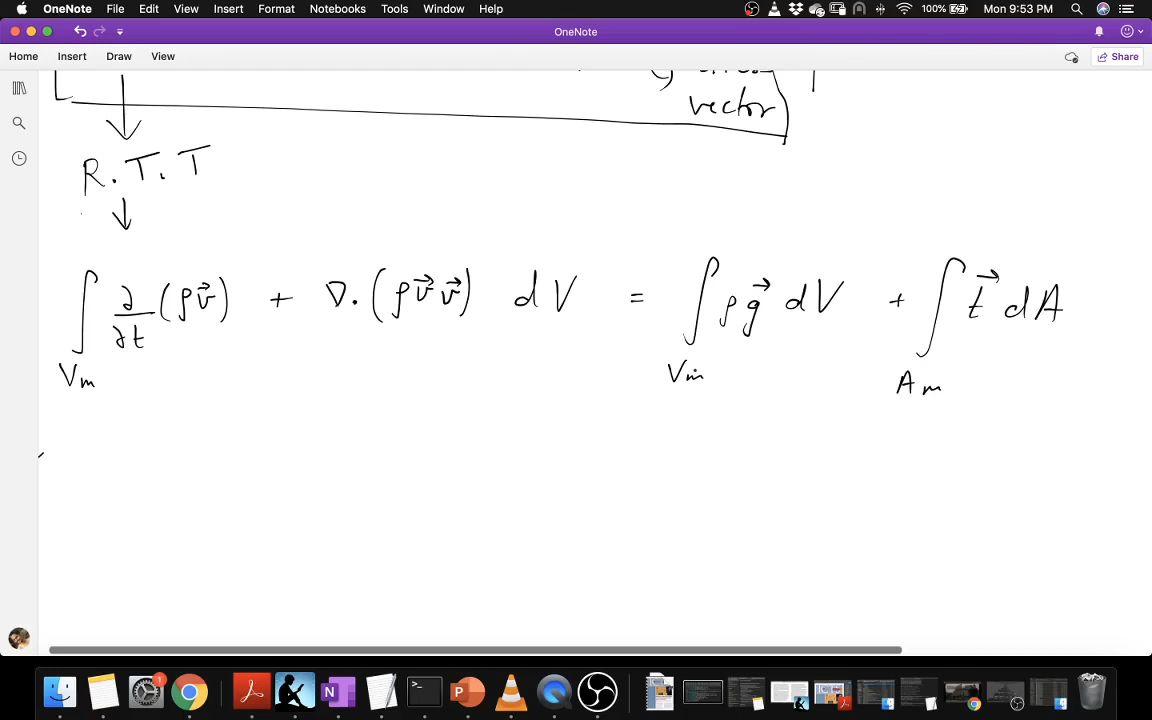 OneNote File Edit View Insert Format Notebooks Tools Window Help 100% Mon 9:53 PM
OneNote
Home Insert Draw View Share
vector
R.T.T
∫ ∂/∂t (ρv⃗) + ∇·(ρv⃗v⃗) dV = ∫ ρg⃗ dV + ∫ t⃗ dA
Vm Vm Am